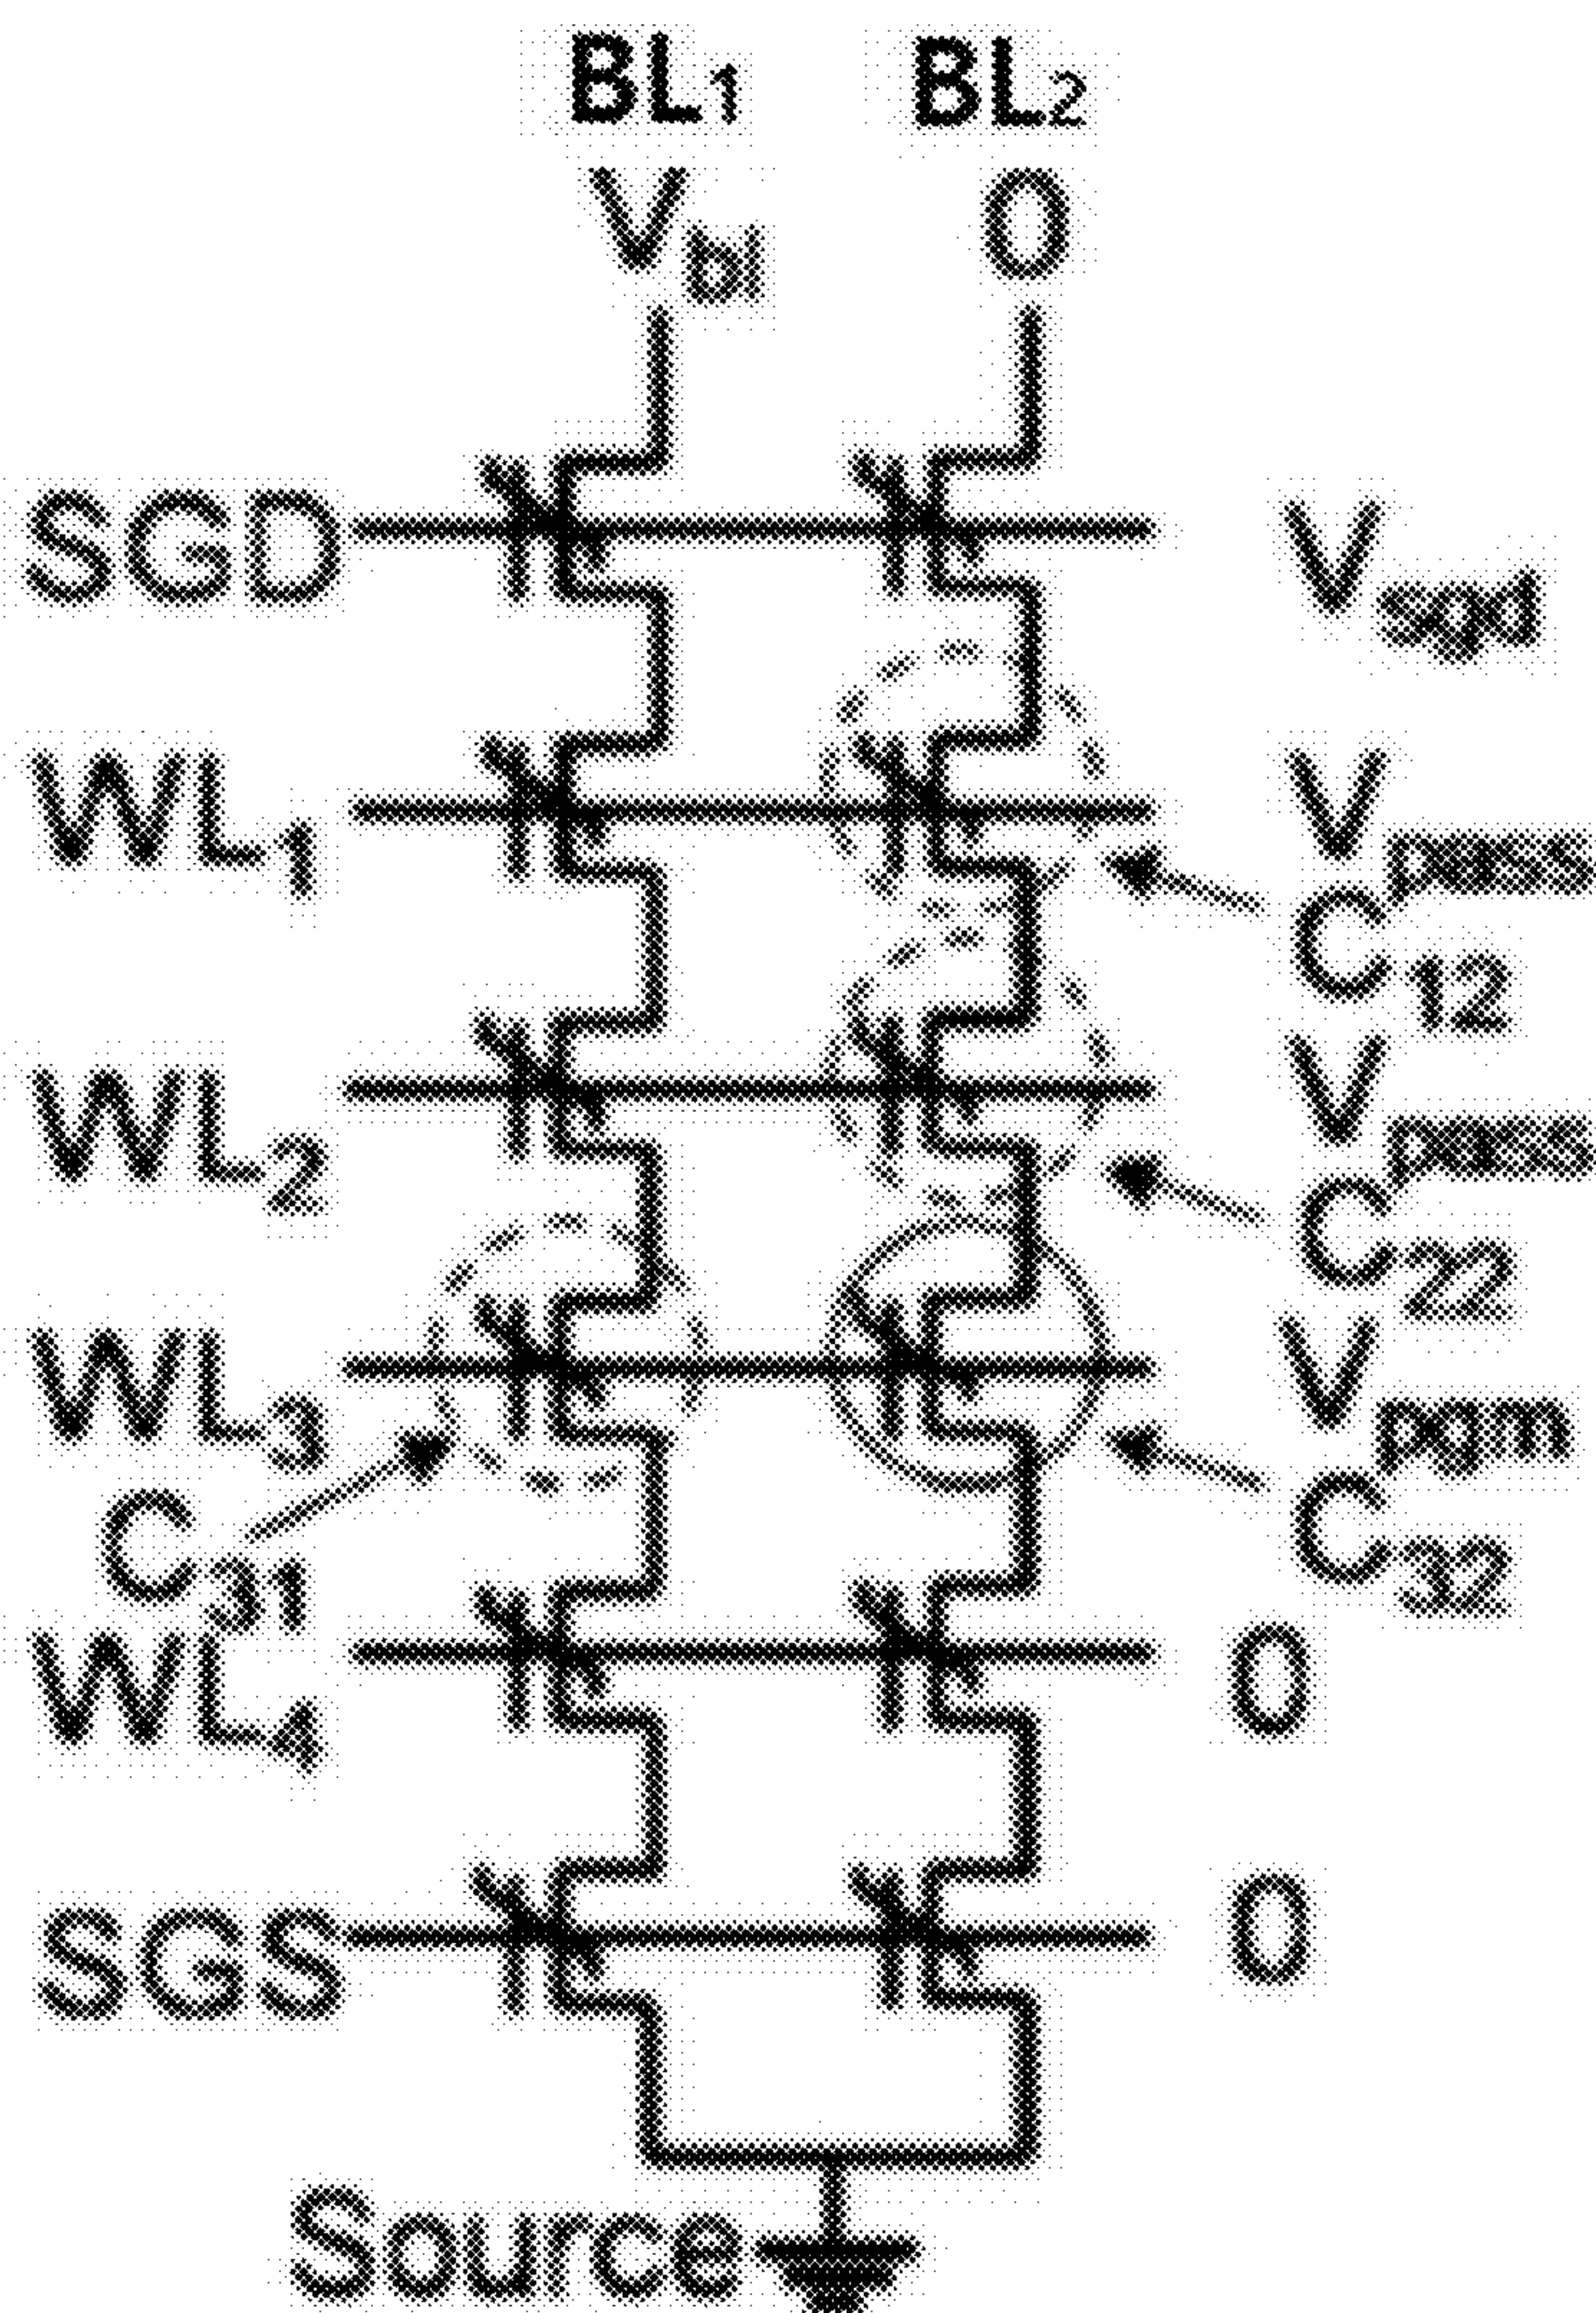 BL1 BL2
Vbl 0
SGD Vsgd
WL1 Vpass
C12
WL2 Vpass
C22
WL3 Vpgm
C31 C32
WL4 0
SGS 0
Source